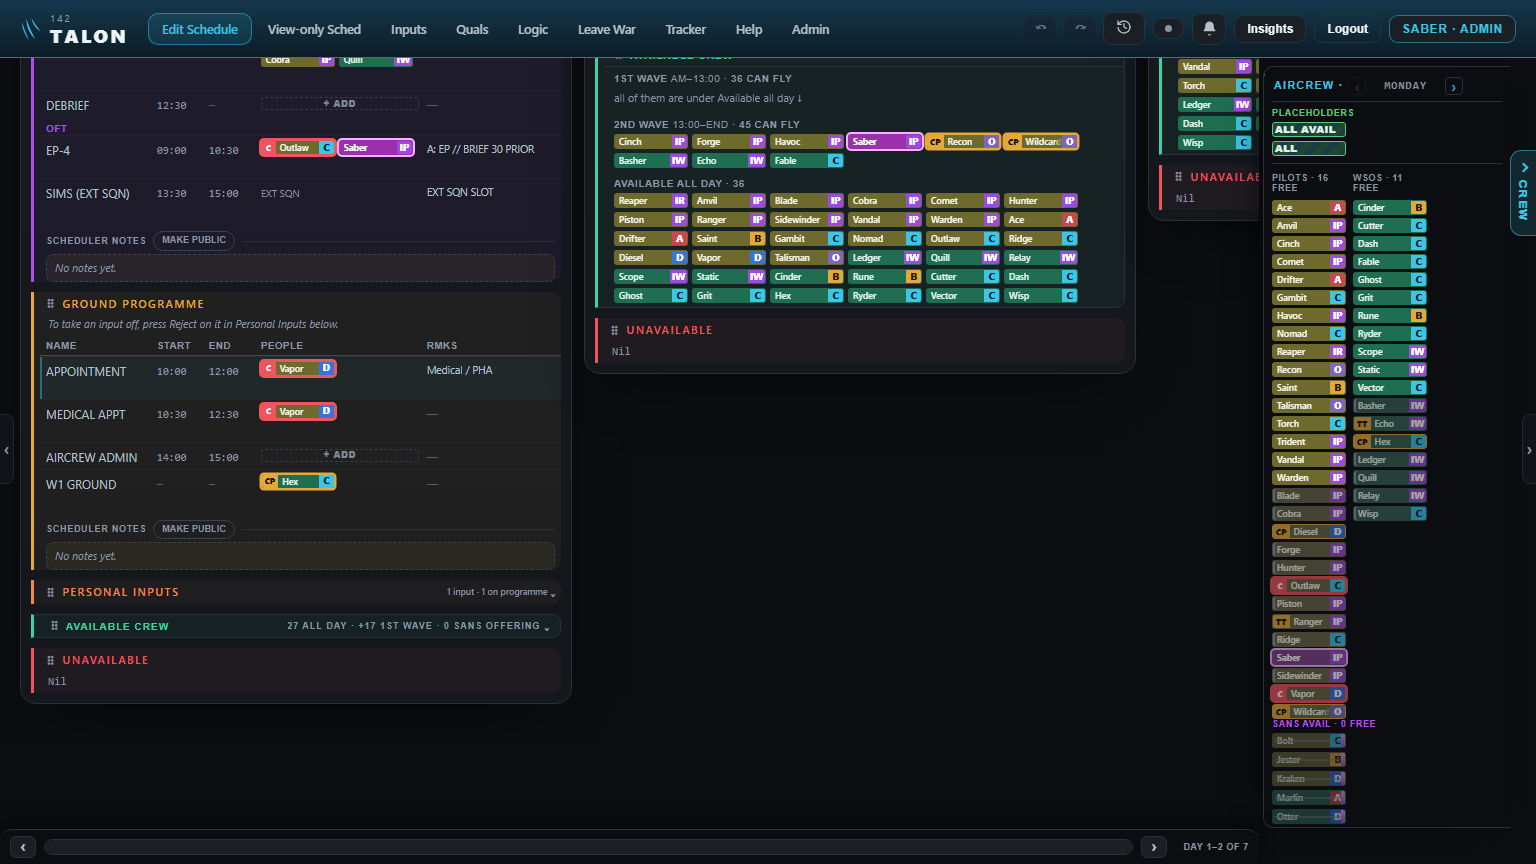 142
TALON
Edit Schedule
View-only Sched
Inputs
Quals
Logic
Leave War
Tracker
Help
Admin
Insights
Logout
SABER · ADMIN
Cobra IP
Quill IW
DEBRIEF 12:30 — + ADD —
OFT
EP-4 09:00 10:30 C Outlaw C Saber IP A: EP // BRIEF 30 PRIOR
SIMS (EXT SQN) 13:30 15:00 EXT SQN EXT SQN SLOT
SCHEDULER NOTES MAKE PUBLIC
No notes yet.
GROUND PROGRAMME
To take an input off, press Reject on it in Personal Inputs below.
NAME START END PEOPLE RMKS
APPOINTMENT 10:00 12:00 C Vapor D Medical / PHA
MEDICAL APPT 10:30 12:30 C Vapor D —
AIRCREW ADMIN 14:00 15:00 + ADD —
W1 GROUND — — CP Hex C —
SCHEDULER NOTES MAKE PUBLIC
No notes yet.
PERSONAL INPUTS 1 input · 1 on programme
AVAILABLE CREW 27 ALL DAY · +17 1ST WAVE · 0 SANS OFFERING
UNAVAILABLE
Nil
1ST WAVE AM–13:00 · 36 CAN FLY
all of them are under Available all day ↓
2ND WAVE 13:00–END · 45 CAN FLY
Cinch IP Forge IP Havoc IP Saber IP CP Recon O CP Wildcard O
Basher IW Echo IW Fable C
AVAILABLE ALL DAY · 36
Reaper IR Anvil IP Blade IP Cobra IP Comet IP Hunter IP
Piston IP Ranger IP Sidewinder IP Vandal IP Warden IP Ace A
Drifter A Saint B Gambit C Nomad C Outlaw C Ridge C
Diesel D Vapor D Talisman O Ledger IW Quill IW Relay IW
Scope IW Static IW Cinder B Rune B Cutter C Dash C
Ghost C Grit C Hex C Ryder C Vector C Wisp C
UNAVAILABLE
Nil
Vandal IP
Torch C
Ledger IW
Dash C
Wisp C
UNAVAILABLE
Nil
AIRCREW · ‹ MONDAY ›
PLACEHOLDERS
ALL AVAIL
ALL
PILOTS · 16 FREE
WSOS · 11 FREE
Ace A Cinder B
Anvil IP Cutter C
Cinch IP Dash C
Comet IP Fable C
Drifter A Ghost C
Gambit C Grit C
Havoc IP Rune B
Nomad C Ryder C
Reaper IR Scope IW
Recon O Static IW
Saint B Vector C
Talisman O Basher IW
Torch C TT Echo IW
Trident IP CP Hex C
Vandal IP Ledger IW
Warden IP Quill IW
Blade IP Relay IW
Cobra IP Wisp C
CP Diesel D
Forge IP
Hunter IP
C Outlaw C
Piston IP
TT Ranger IP
Ridge C
Saber IP
Sidewinder IP
C Vapor D
CP Wildcard O
SANS AVAIL · 0 FREE
Bolt C
Jester B
Kraken D
Marlin A
Otter D
CREW
DAY 1–2 OF 7